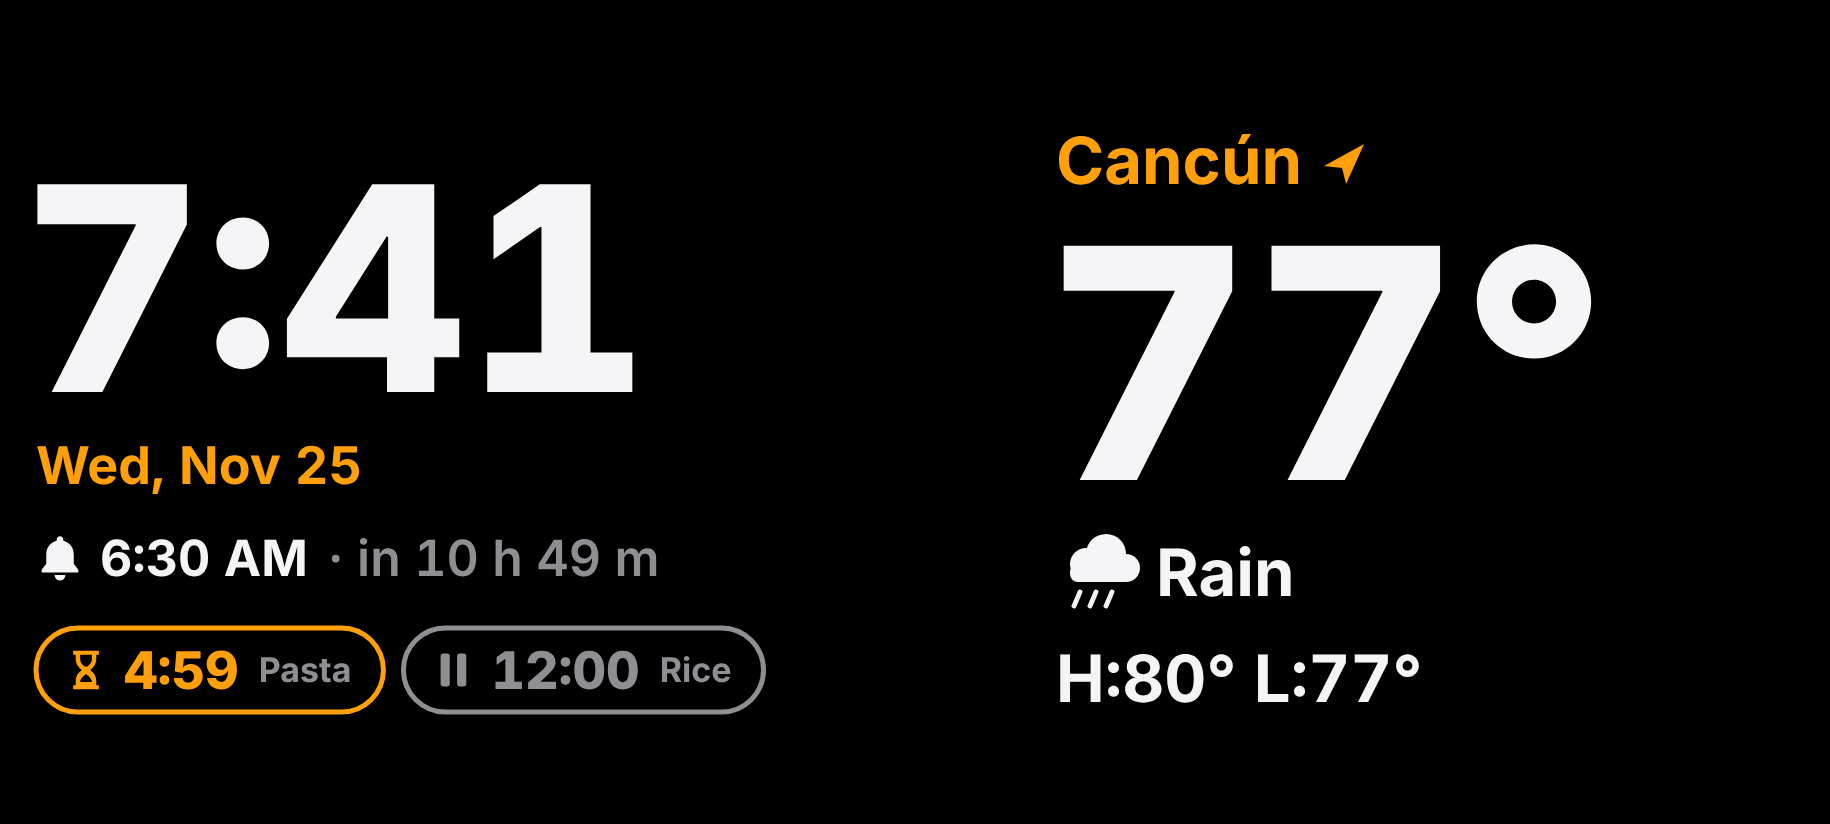 7:41
Wed, Nov 25
6:30 AM · in 10 h 49 m
4:59 Pasta
12:00 Rice
Cancún
77°
Rain
H:80° L:77°